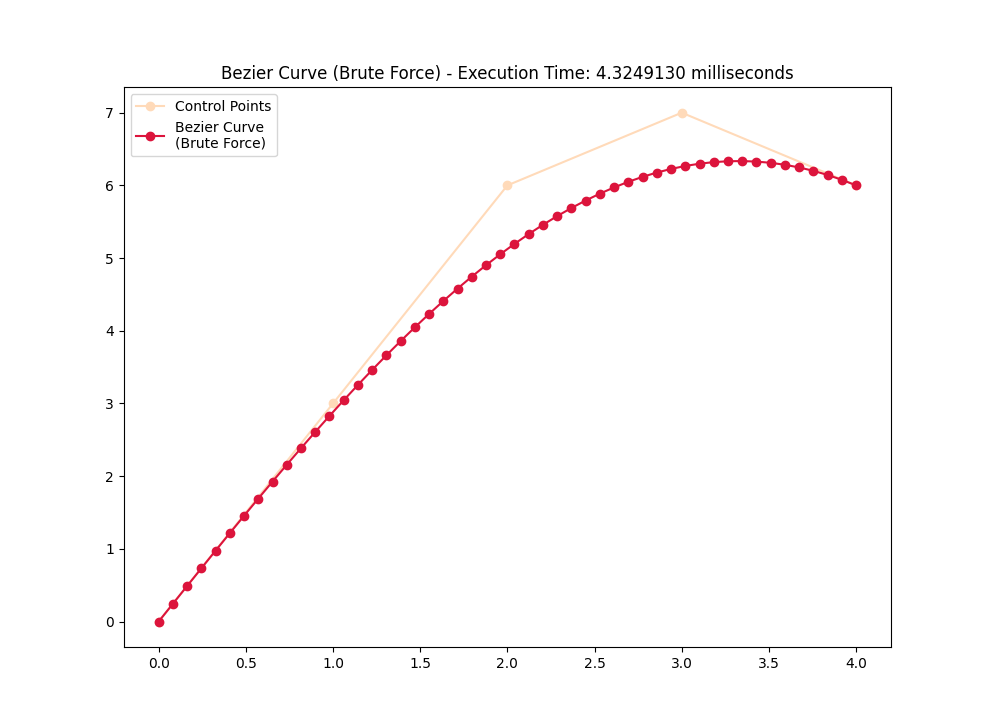 Bezier Curve (Brute Force) - Execution Time: 4.3249130 milliseconds
Control Points
Bezier Curve
(Brute Force)
7
6
5
4
3
2
1
0
0.0 0.5 1.0 1.5 2.0 2.5 3.0 3.5 4.0